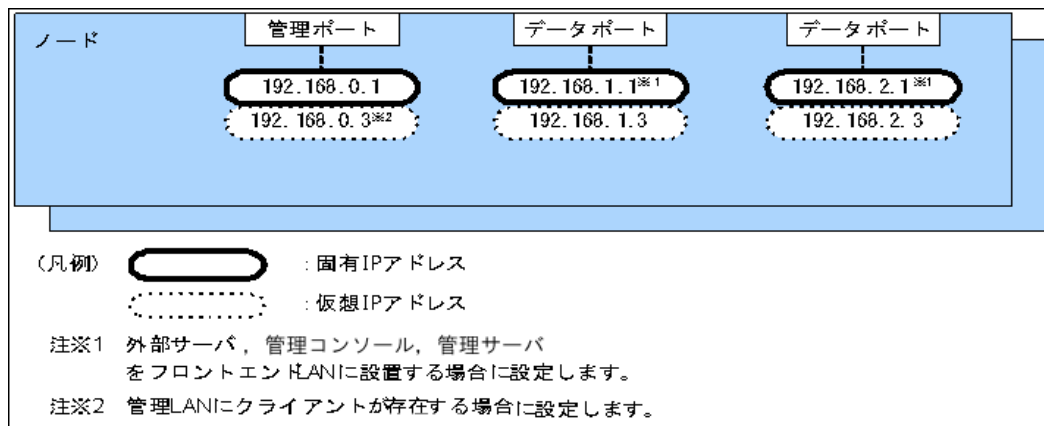 ノード
管理ポート
データポート
データポート
192.168.0.1
192.168.1.1※1
192.168.2.1※1
192.168.0.3※2
192.168.1.3
192.168.2.3
(凡例)
:固有IPアドレス
:仮想IPアドレス
注※1 外部サーバ，管理コンソール，管理サーバ
をフロントエンドLANに設置する場合に設定します。
注※2 管理LANにクライアントが存在する場合に設定します。